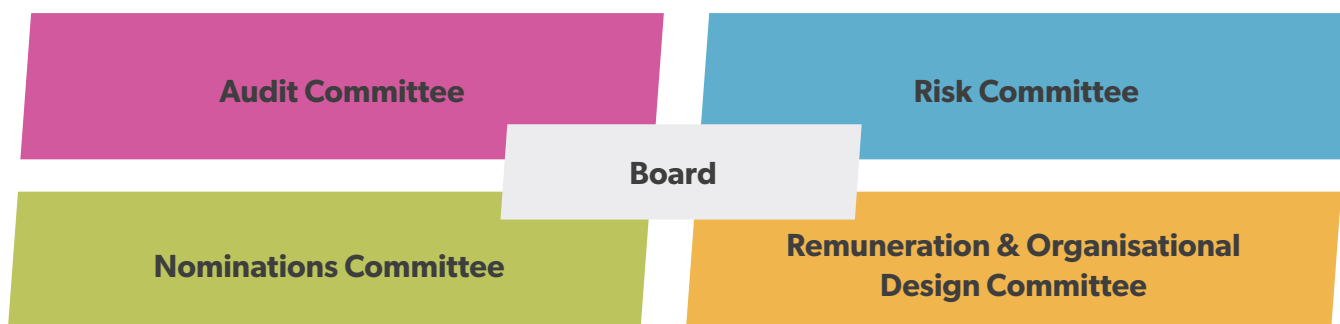 Audit Committee
Risk Committee
Board
Nominations Committee
Remuneration & Organisational
Design Committee